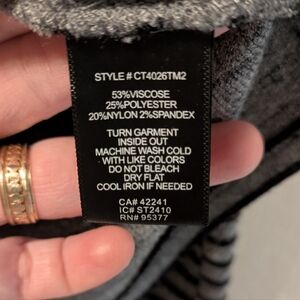 STYLE # CT4026TM2
53%VISCOSE
25%POLYESTER
20%NYLON 2%SPANDEX
TURN GARMENT
INSIDE OUT
MACHINE WASH COLD
WITH LIKE COLORS
DO NOT BLEACH
DRY FLAT
COOL IRON IF NEEDED
CA# 42241
IC# ST2410
RN# 95377